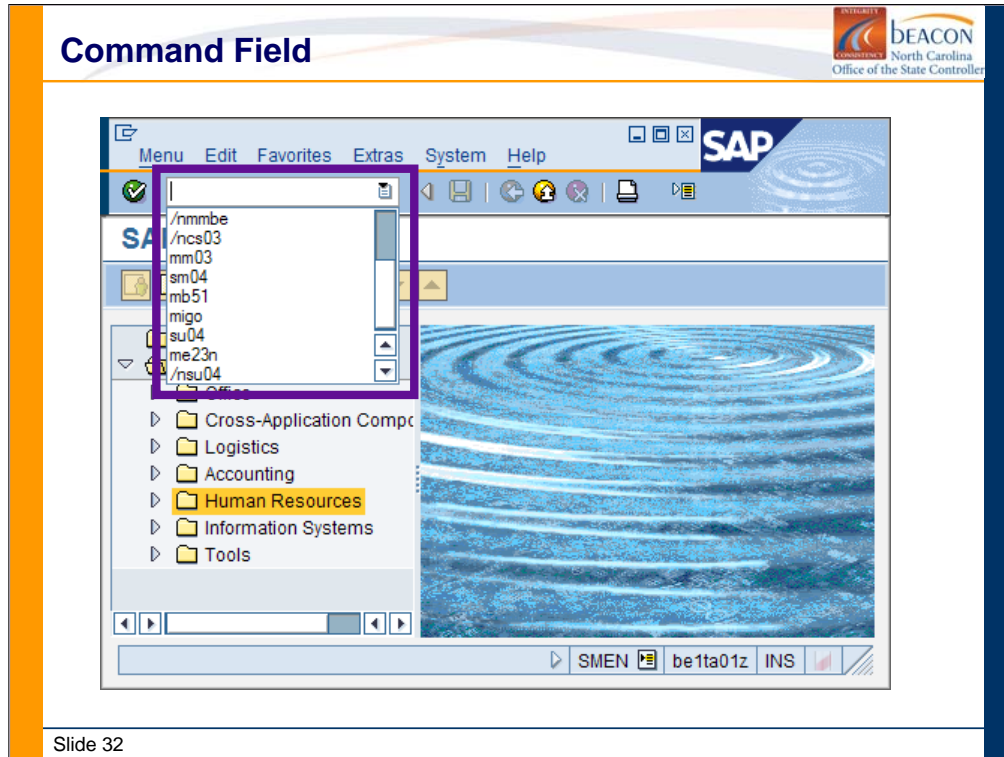 Command Field
INTEGRITY
CONSISTENCY
BEACON
North Carolina
Office of the State Controller
Menu Edit Favorites Extras System Help
SAP
/nmmbe
/ncs03
mm03
sm04
mb51
migo
su04
me23n
/nsu04
SA
Office
Cross-Application Compo
Logistics
Accounting
Human Resources
Information Systems
Tools
SMEN be1ta01z INS
Slide 32